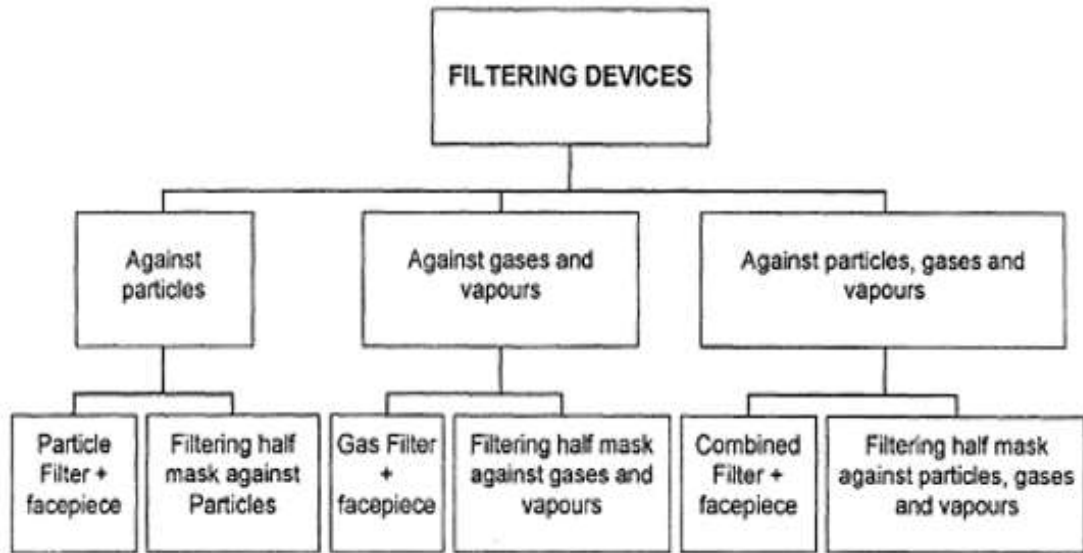 FILTERING DEVICES
Against
particles
Against gases and
vapours
Against particles, gases and
vapours
Particle
Filter +
facepiece
Filtering half
mask against
Particles
Gas Filter
+
facepiece
Filtering half mask
against gases and
vapours
Combined
Filter +
facepiece
Filtering half mask
against particles, gases
and vapours